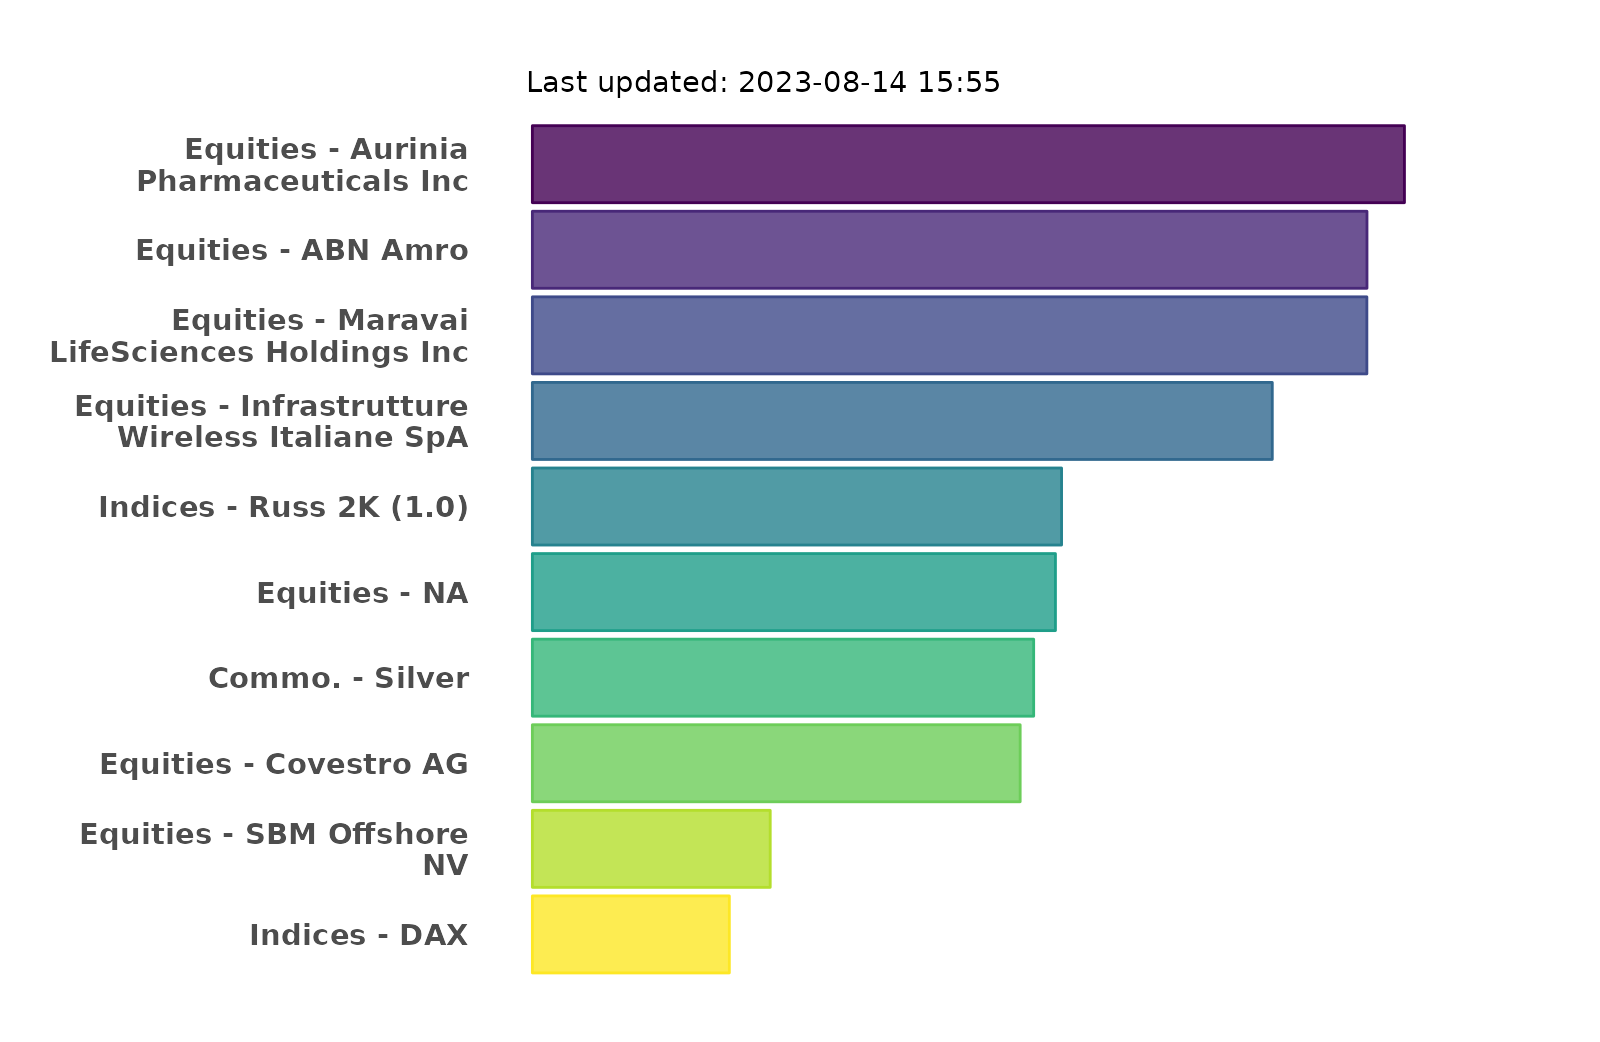 Last updated: 2023-08-14 15:55
Equities - Aurinia
Pharmaceuticals Inc
Equities - ABN Amro
Equities - Maravai
LifeSciences Holdings Inc
Equities - Infrastrutture
Wireless Italiane SpA
Indices - Russ 2K (1.0)
Equities - NA
Commo. - Silver
Equities - Covestro AG
Equities - SBM Offshore
NV
Indices - DAX